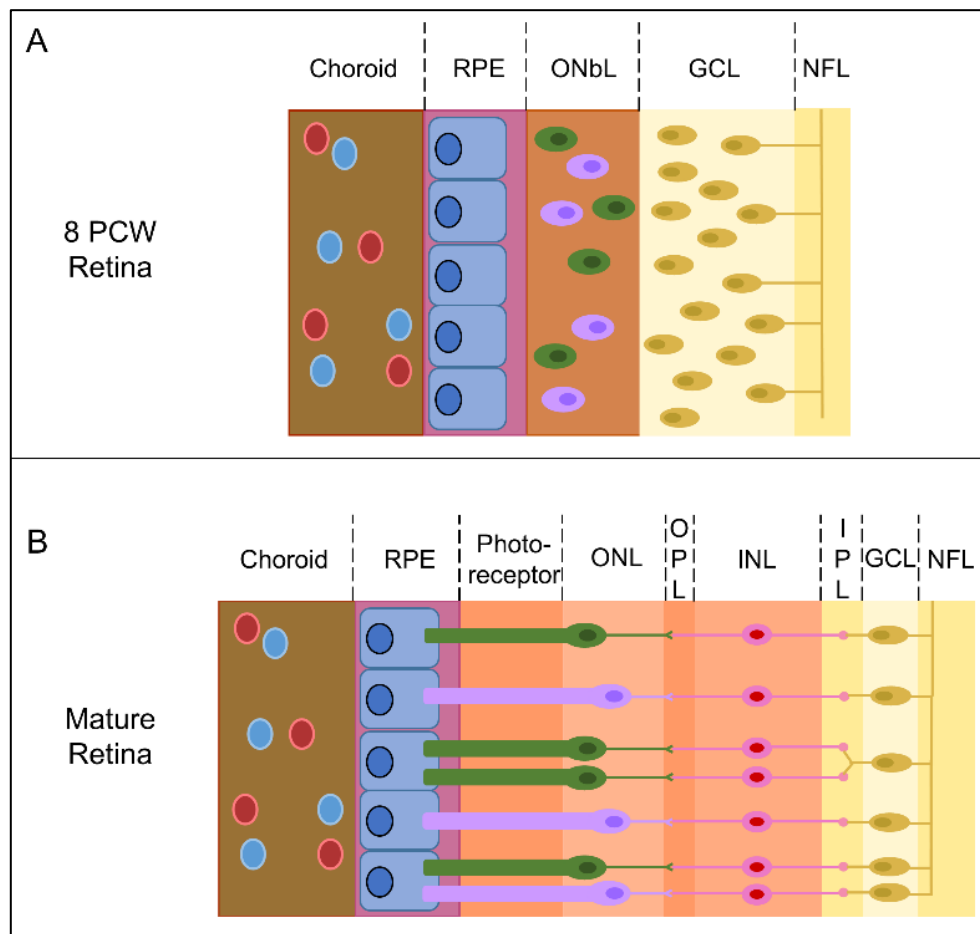 A
Choroid RPE ONbL GCL NFL
8 PCW
Retina
B
Choroid RPE Photo-
receptor ONL O
P
L INL I
P
L GCL NFL
Mature
Retina